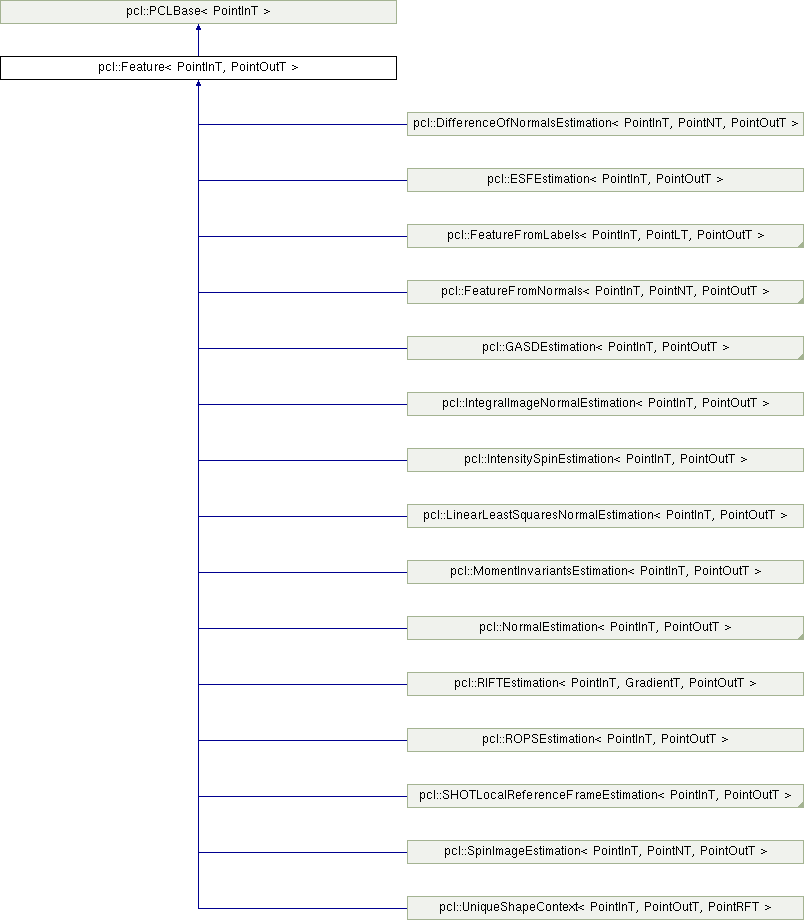 pcl::PCLBase< PointInT >
pcl::Feature< PointInT, PointOutT >
pcl::DifferenceOfNormalsEstimation< PointInT, PointNT, PointOutT >
pcl::ESFEstimation< PointInT, PointOutT >
pcl::FeatureFromLabels< PointInT, PointLT, PointOutT >
pcl::FeatureFromNormals< PointInT, PointNT, PointOutT >
pcl::GASDEstimation< PointInT, PointOutT >
pcl::IntegralImageNormalEstimation< PointInT, PointOutT >
pcl::IntensitySpinEstimation< PointInT, PointOutT >
pcl::LinearLeastSquaresNormalEstimation< PointInT, PointOutT >
pcl::MomentInvariantsEstimation< PointInT, PointOutT >
pcl::NormalEstimation< PointInT, PointOutT >
pcl::RIFTEstimation< PointInT, GradientT, PointOutT >
pcl::ROPSEstimation< PointInT, PointOutT >
pcl::SHOTLocalReferenceFrameEstimation< PointInT, PointOutT >
pcl::SpinImageEstimation< PointInT, PointNT, PointOutT >
pcl::UniqueShapeContext< PointInT, PointOutT, PointRFT >